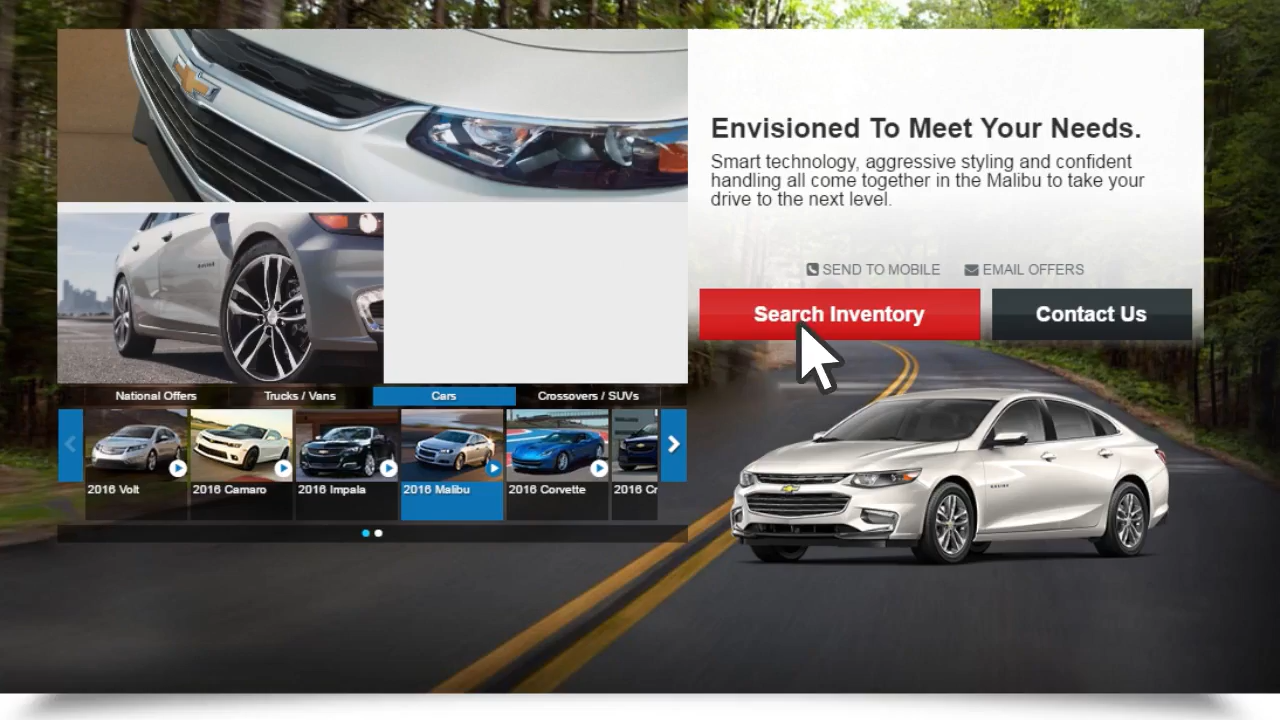 Envisioned To Meet Your Needs.
Smart technology, aggressive styling and confident
handling all come together in the Malibu to take your
drive to the next level.
SEND TO MOBILE
EMAIL OFFERS
Search Inventory
Contact Us
National Offers
Trucks / Vans
Cars
Crossovers / SUVs
2016 Volt
2016 Camaro
2016 Impala
2016 Malibu
2016 Corvette
2016 Cr